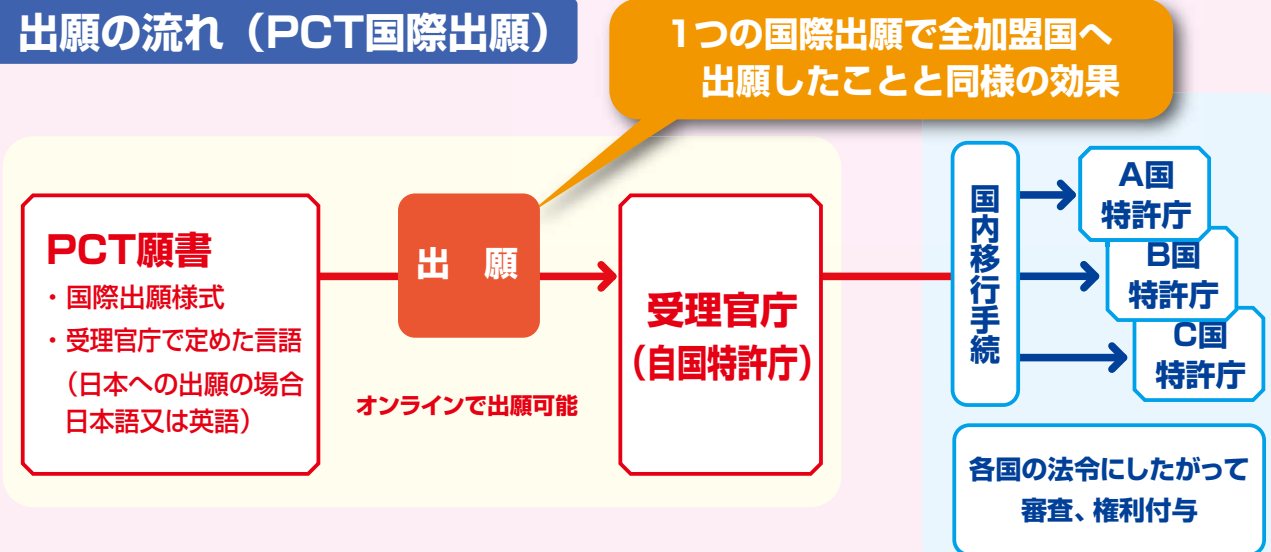 出願の流れ（PCT国際出願）
1つの国際出願で全加盟国へ
出願したことと同様の効果
PCT願書
・国際出願様式
・受理官庁で定めた言語
（日本への出願の場合
日本語又は英語）
出 願
オンラインで出願可能
受理官庁
（自国特許庁）
国内移行手続
A国
特許庁
B国
特許庁
C国
特許庁
各国の法令にしたがって
審査、権利付与